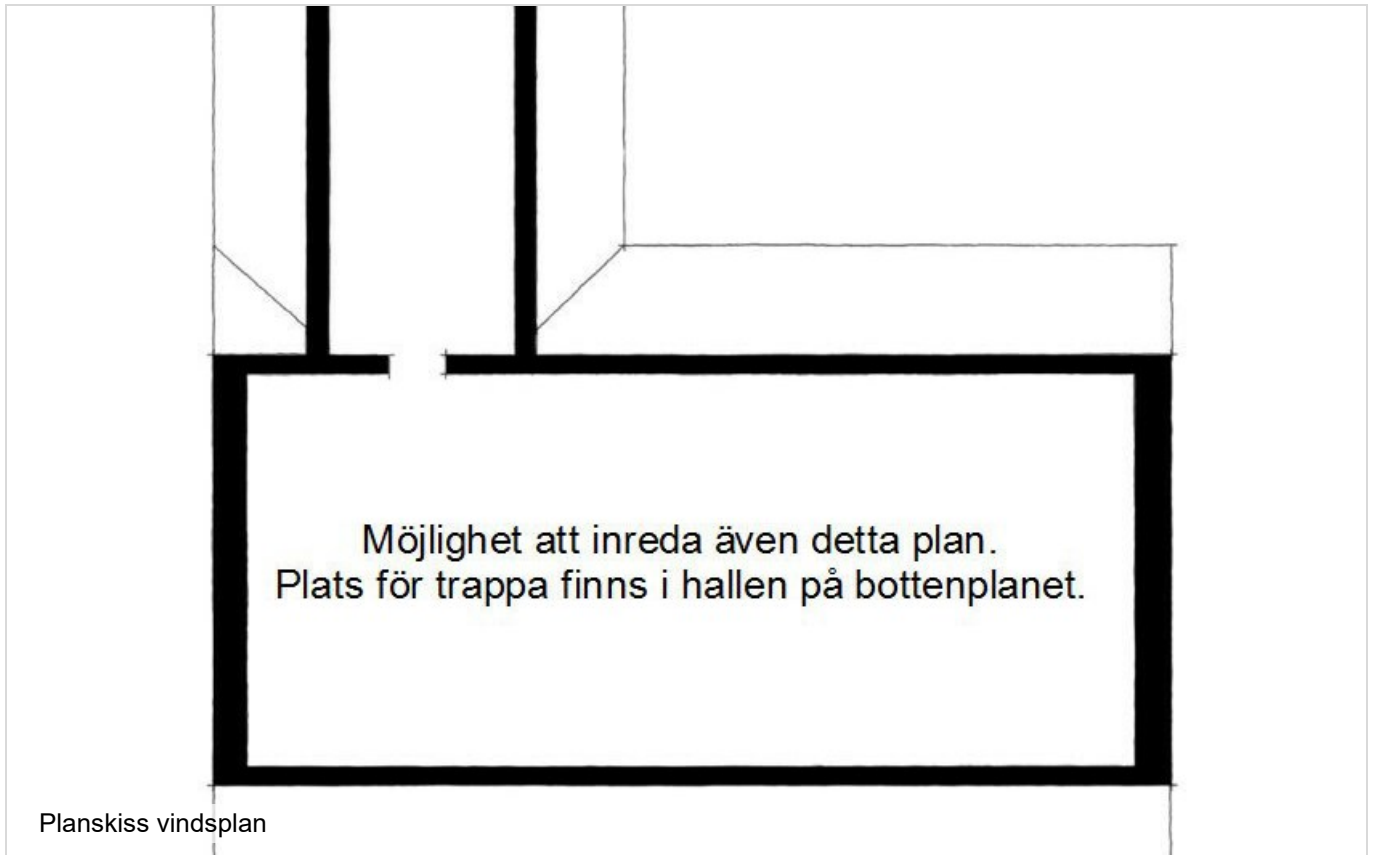 Möjlighet att inreda även detta plan.
Plats för trappa finns i hallen på bottenplanet.
Planskiss vindsplan